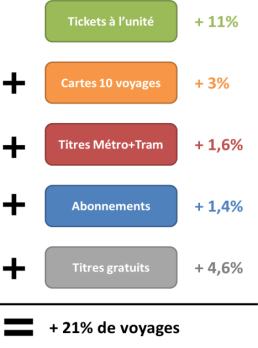 Tickets à l'unité + 11%
+ Cartes 10 voyages + 3%
+ Titres Métro+Tram + 1,6%
+ Abonnements + 1,4%
+ Titres gratuits + 4,6%
= + 21% de voyages